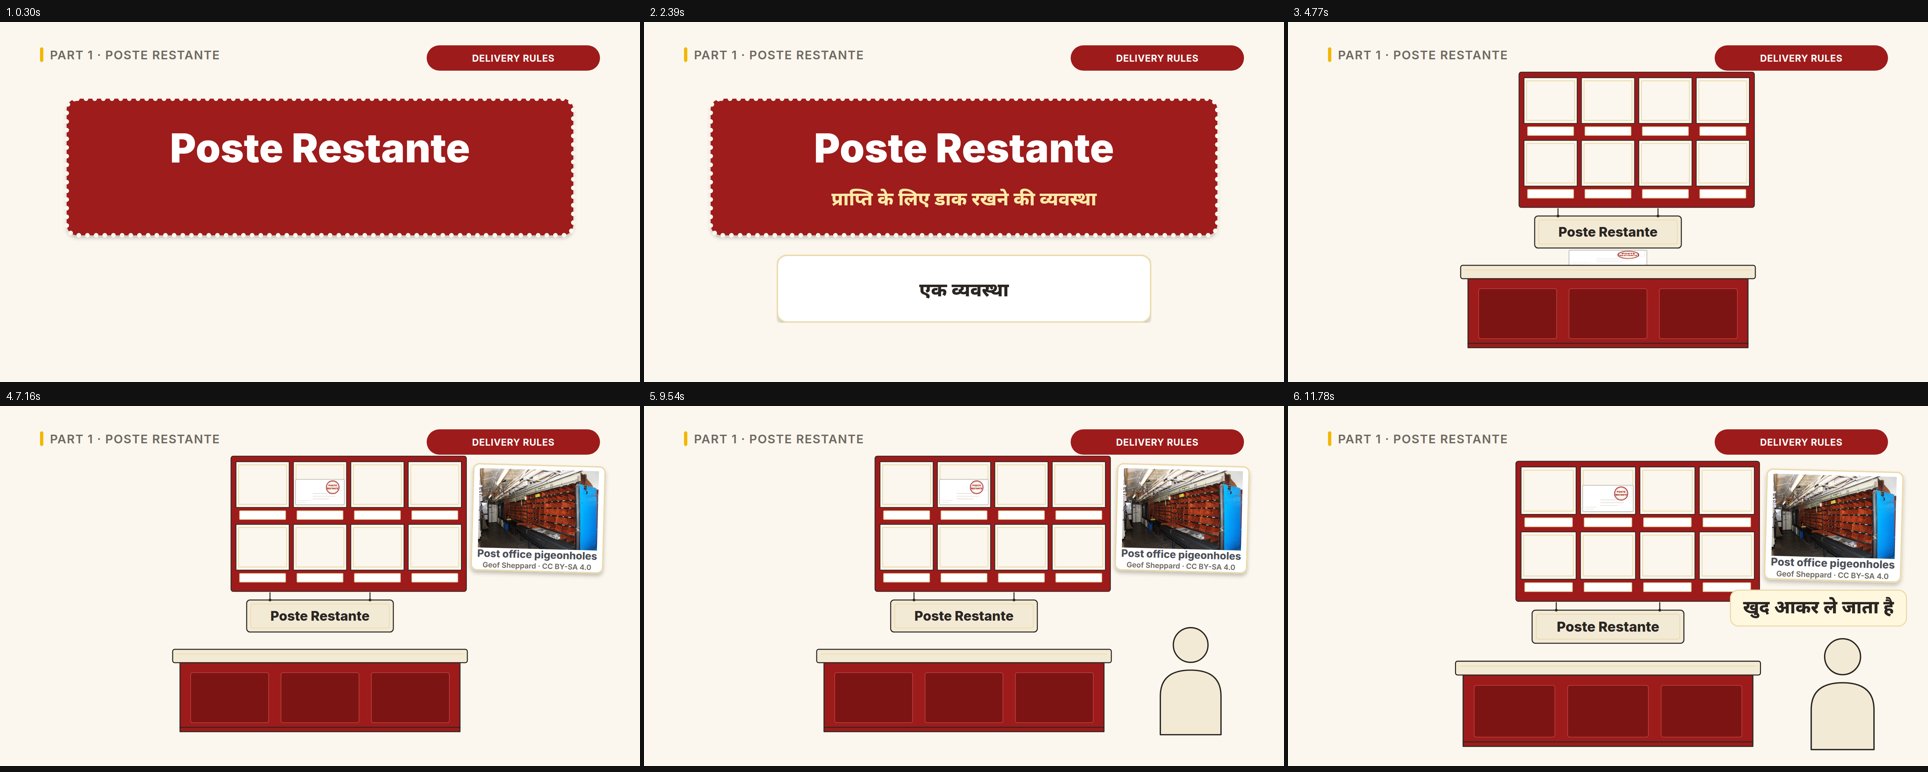 1. 0.30s
PART 1 · POSTE RESTANTE
DELIVERY RULES
Poste Restante
2. 2.39s
PART 1 · POSTE RESTANTE
DELIVERY RULES
Poste Restante
प्राप्ति के लिए डाक रखने की व्यवस्था
एक व्यवस्था
3. 4.77s
PART 1 · POSTE RESTANTE
DELIVERY RULES
Poste Restante
4. 7.16s
PART 1 · POSTE RESTANTE
DELIVERY RULES
Post office pigeonholes
Geof Sheppard · CC BY-SA 4.0
Poste Restante
5. 9.54s
PART 1 · POSTE RESTANTE
DELIVERY RULES
Post office pigeonholes
Geof Sheppard · CC BY-SA 4.0
Poste Restante
6. 11.78s
PART 1 · POSTE RESTANTE
DELIVERY RULES
Post office pigeonholes
Geof Sheppard · CC BY-SA 4.0
खुद आकर ले जाता है
Poste Restante